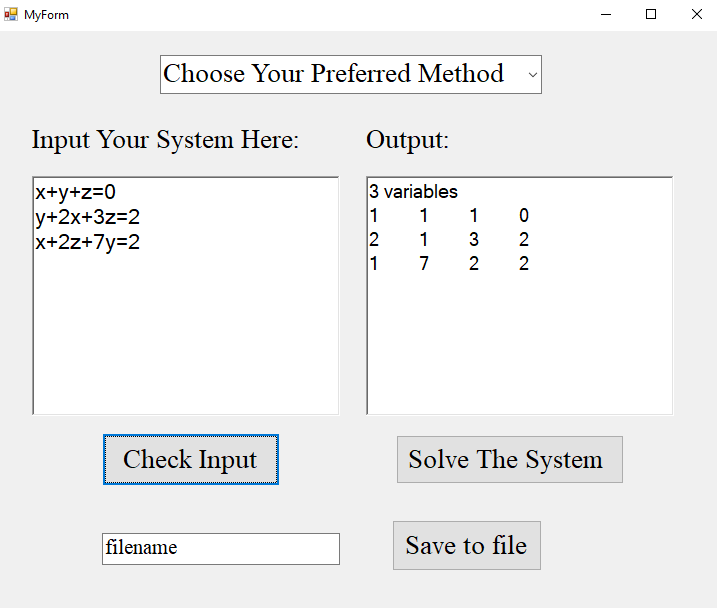 MyForm
Choose Your Preferred Method
Input Your System Here:
x+y+z=0
y+2x+3z=2
x+2z+7y=2
Output:
3 variables
1 1 1 0
2 1 3 2
1 7 2 2
Check Input
Solve The System
filename
Save to file